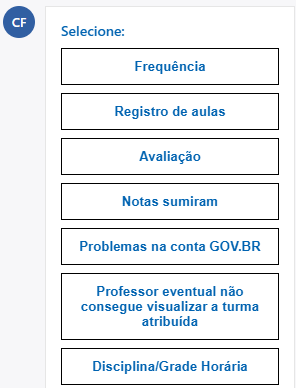 CF
Selecione:
Frequência
Registro de aulas
Avaliação
Notas sumiram
Problemas na conta GOV.BR
Professor eventual não
consegue visualizar a turma
atribuída
Disciplina/Grade Horária